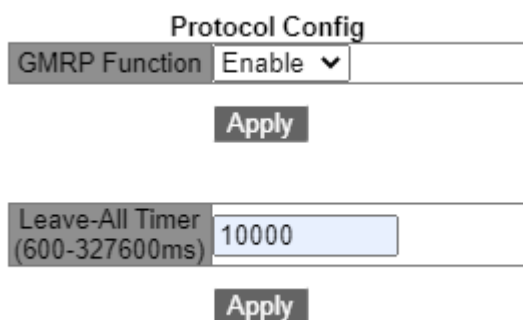 Protocol Config
GMRP Function Enable
Apply
Leave-All Timer
(600-327600ms) 10000
Apply